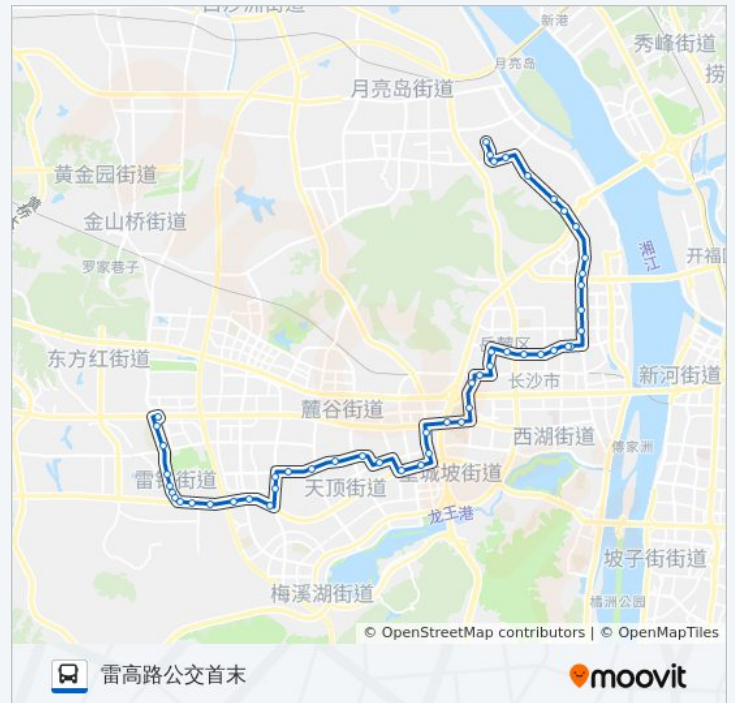 新港
秀峰街道
月亮岛
捞
月亮岛街道
黄金园街道
黄桥
金山桥街道
湘江
开福
罗家巷子
岳麓区
东方红街道
长沙市
新河街道
麓谷街道
西湖街道
傅家洲
雷锋街道
望城坡街道
天顶街道
龙王港
坡子街街道
梅溪湖街道
橘洲公园
© OpenStreetMap contributors | © OpenMapTiles
雷高路公交首末
moovit